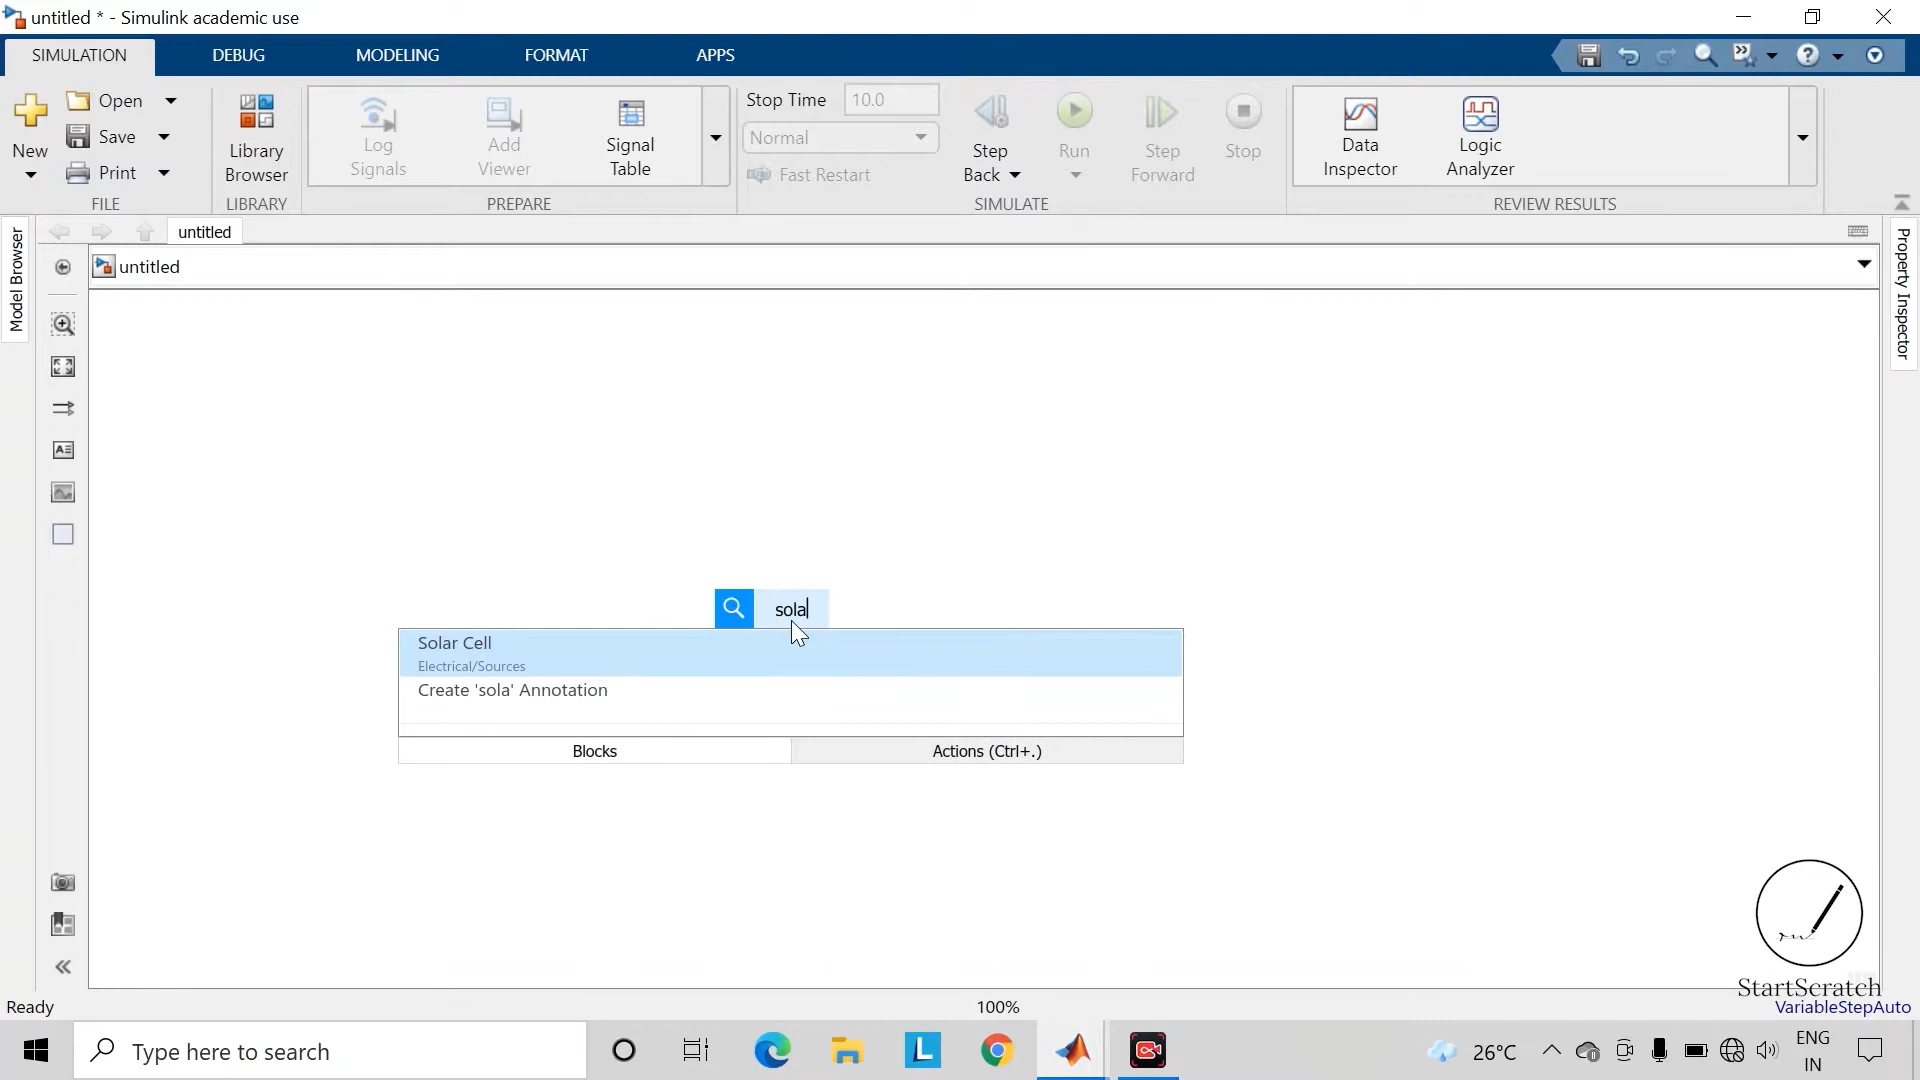 untitled * - Simulink academic use
SIMULATION
DEBUG
MODELING
FORMAT
APPS
New
Open
Save
Print
FILE
Library
Browser
LIBRARY
Log
Signals
Add
Viewer
Signal
Table
PREPARE
Stop Time 10.0
Normal
Fast Restart
Step
Back
Run
Step
Forward
Stop
SIMULATE
Data
Inspector
Logic
Analyzer
REVIEW RESULTS
Model Browser
untitled
untitled
Property Inspector
sola
Solar Cell
Electrical/Sources
Create 'sola' Annotation
Blocks
Actions (Ctrl+.)
StartScratch
Ready
100%
VariableStepAuto
Type here to search
L
26°C
ENG
IN